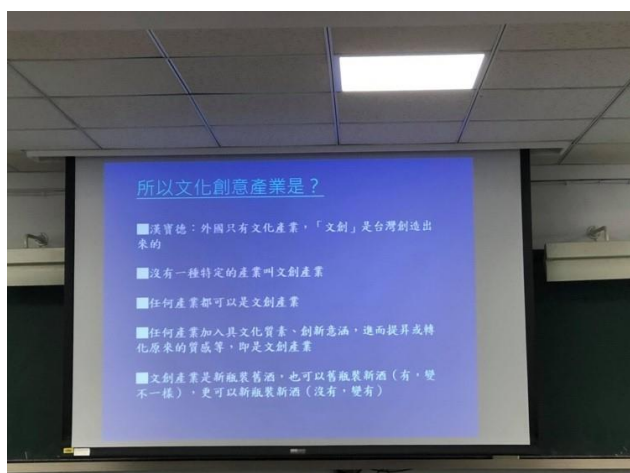 所以文化創意產業是？
■漢寶德：外國只有文化產業，「文創」是台灣創造出
來的
■沒有一種特定的產業叫文創產業
■任何產業都可以是文創產業
■任何產業加入具文化質素、創新意涵，進而提昇或轉
化原來的質感等，即是文創產業
■文創產業是新瓶裝舊酒，也可以舊瓶裝新酒（有，變
不一樣），更可以新瓶裝新酒（沒有，變有）